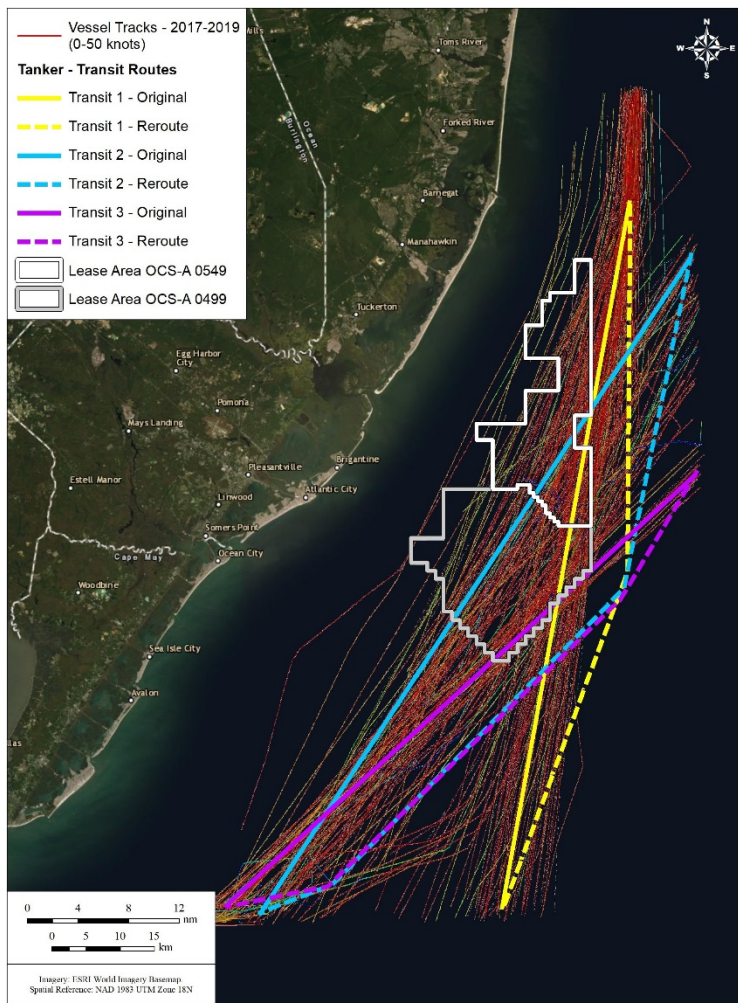 Vessel Tracks - 2017-2019
(0-50 knots)
Tanker - Transit Routes
Transit 1 - Original
Transit 1 - Reroute
Transit 2 - Original
Transit 2 - Reroute
Transit 3 - Original
Transit 3 - Reroute
Lease Area OCS-A 0549
Lease Area OCS-A 0499
N
W E
S
Toms River
Forked River
Ocean
Burlington
Barnegat
Manahawkin
Tuckerton
Egg Harbor
City
Pomona
Mays Landing
Pleasantville
Brigantine
Estell Manor
Linwood
Atlantic City
Somers Point
Ocean City
Cape May
Woodbine
Sea Isle City
Avalon
0 4 8 12
nm
0 5 10 15
km
Imagery: ESRI World Imagery Basemap
Spatial Reference: NAD 1983 UTM Zone 18N